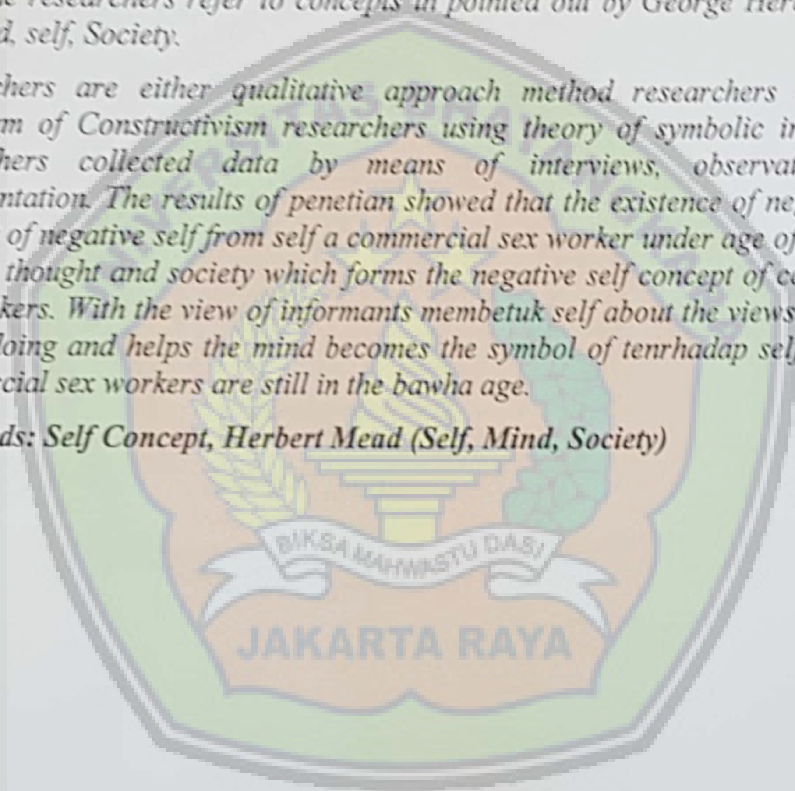 researchers refer to concepts in pointed out by George
self, Society.
hers are either qualitative approach method researchers
m of Constructivism researchers using theory of symbolic in
hers collected data by means of interviews, observat
ntation. The results of penetian showed that the existence of ne
of negative self from self a commercial sex worker under age of
thought and society which forms the negative self concept of c
kers. With the view of informants membetuk self about the views
loing and helps the mind becomes the symbol of tenrhadap self
cial sex workers are still in the bawha age.
ds: Self Concept, Herbert Mead (Self, Mind, Society)
UNIVERSITAS BHAYANGKARA
BIKSA MAHWASTU DASI
JAKARTA RAYA